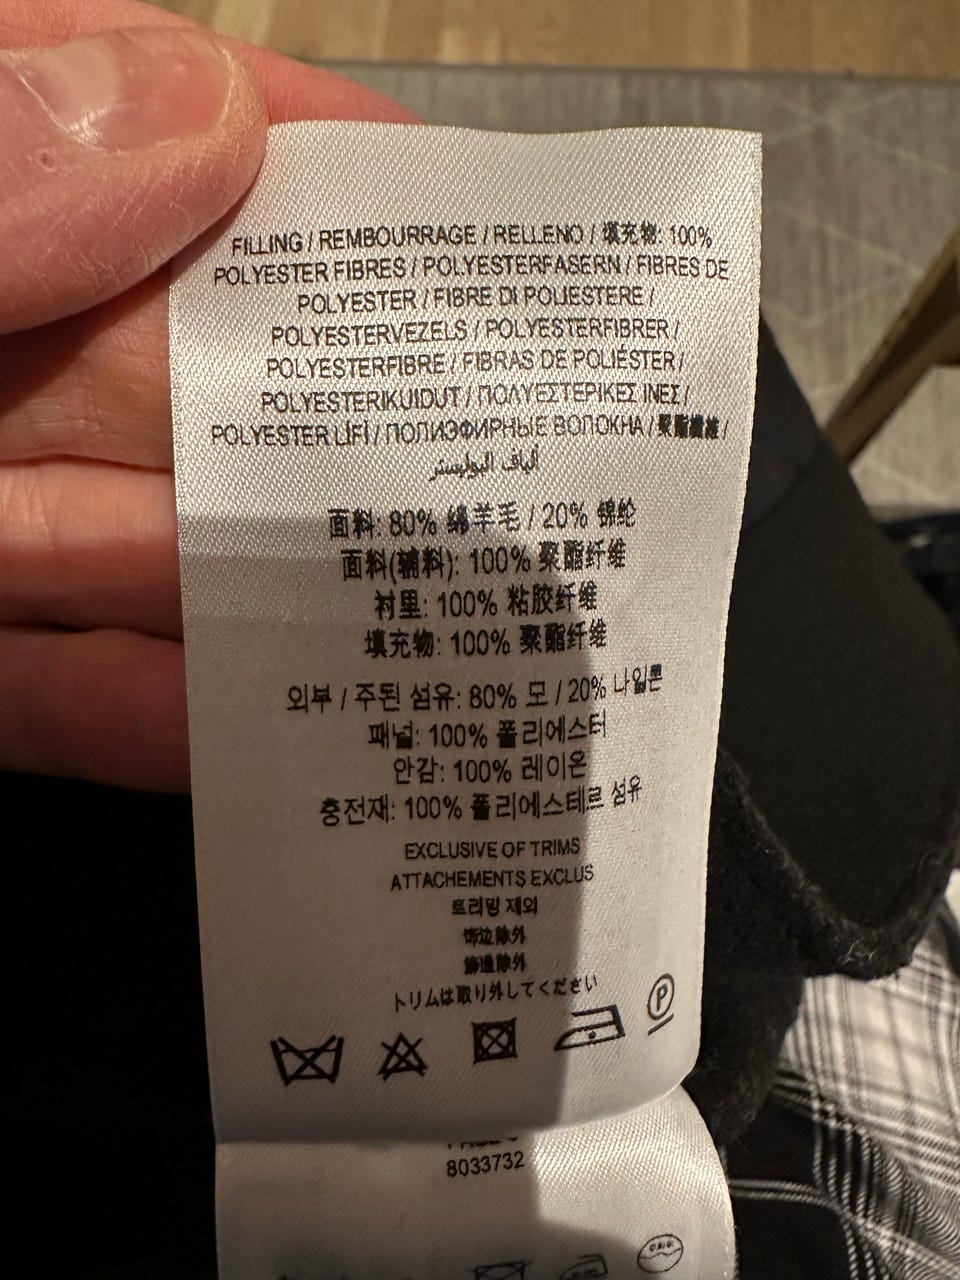 FILLING / REMBOURRAGE / RELLENO / 填充物: 100%
POLYESTER FIBRES / POLYESTERFASERN / FIBRES DE
POLYESTER / FIBRE DI POLIESTERE /
POLYESTERVEZELS / POLYESTERFIBRER /
POLYESTERFIBRE / FIBRAS DE POLIÉSTER /
POLYESTERIKUIDUT / ΠΟΛΥΕΣΤΕΡΙΚΕΣ ΙΝΕΣ /
POLYESTER LİFİ / ПОЛИЭФИРНЫЕ ВОЛОКНА / 聚酯纖維 /
ألياف البوليستر
面料: 80% 绵羊毛 / 20% 锦纶
面料(辅料): 100% 聚酯纤维
衬里: 100% 粘胶纤维
填充物: 100% 聚酯纤维
외부 / 주된 섬유: 80% 모 / 20% 나일론
패널: 100% 폴리에스터
안감: 100% 레이온
충전재: 100% 폴리에스테르 섬유
EXCLUSIVE OF TRIMS
ATTACHEMENTS EXCLUS
트리밍 제외
饰边除外
飾邊除外
トリムは取り外してください
P
8033732